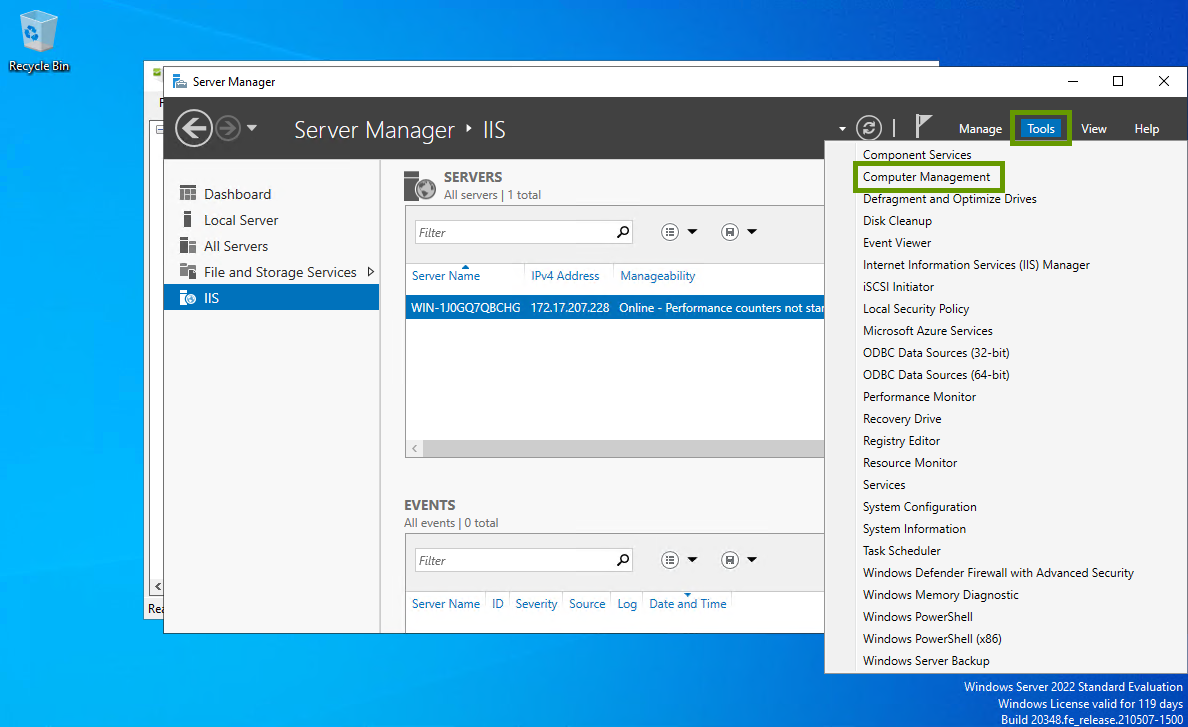 Recycle Bin
Server Manager
Server Manager IIS
Manage Tools View Help
Dashboard
Local Server
All Servers
File and Storage Services
IIS
SERVERS
All servers | 1 total
Filter
Server Name IPv4 Address Manageability
WIN-1J0GQ7QBCHG 172.17.207.228 Online - Performance counters not star
EVENTS
All events | 0 total
Filter
Server Name ID Severity Source Log Date and Time
Component Services
Computer Management
Defragment and Optimize Drives
Disk Cleanup
Event Viewer
Internet Information Services (IIS) Manager
iSCSI Initiator
Local Security Policy
Microsoft Azure Services
ODBC Data Sources (32-bit)
ODBC Data Sources (64-bit)
Performance Monitor
Recovery Drive
Registry Editor
Resource Monitor
Services
System Configuration
System Information
Task Scheduler
Windows Defender Firewall with Advanced Security
Windows Memory Diagnostic
Windows PowerShell
Windows PowerShell (x86)
Windows Server Backup
Rea
Windows Server 2022 Standard Evaluation
Windows License valid for 119 days
Build 20348.fe_release.210507-1500